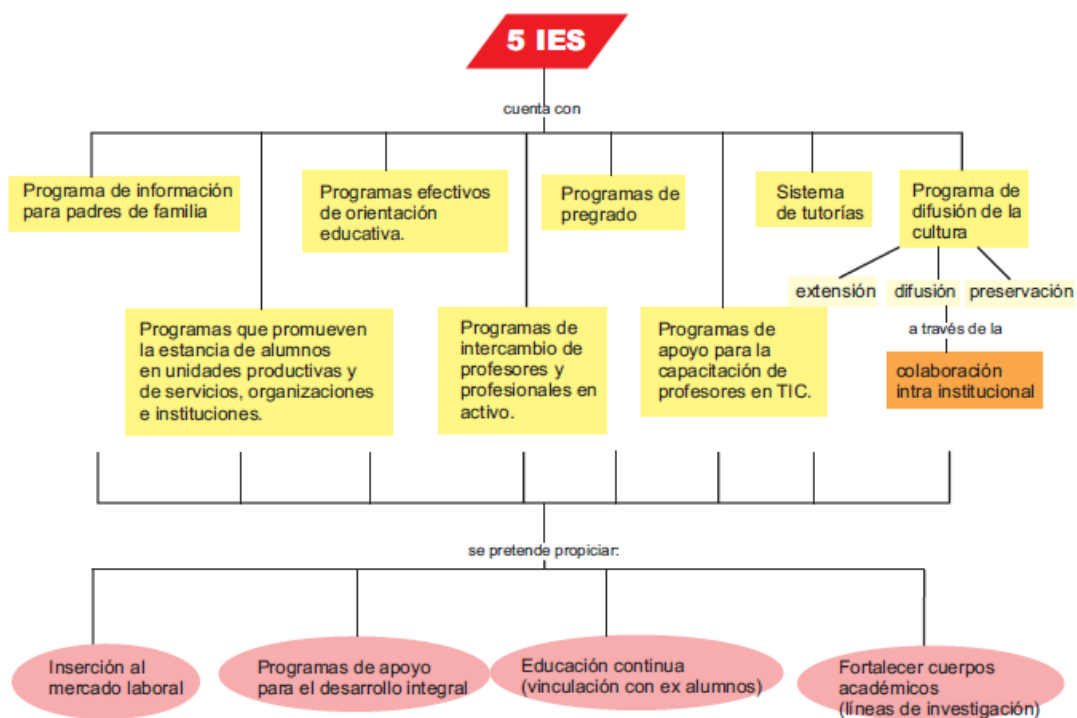 5 IES
cuenta con
Programa de información
para padres de familia
Programas efectivos
de orientación
educativa.
Programas de
pregrado
Sistema
de tutorías
Programa de
difusión de la
cultura
extensión
difusión
preservación
Programas que promueven
la estancia de alumnos
en unidades productivas y
de servicios, organizaciones
e instituciones.
Programas de
intercambio de
profesores y
profesionales en
activo.
Programas de
apoyo para la
capacitación de
profesores en TIC.
a través de la
colaboración
intra institucional
se pretende propiciar:
Inserción al
mercado laboral
Programas de apoyo
para el desarrollo integral
Educación continua
(vinculación con ex alumnos)
Fortalecer cuerpos
académicos
(líneas de investigación)